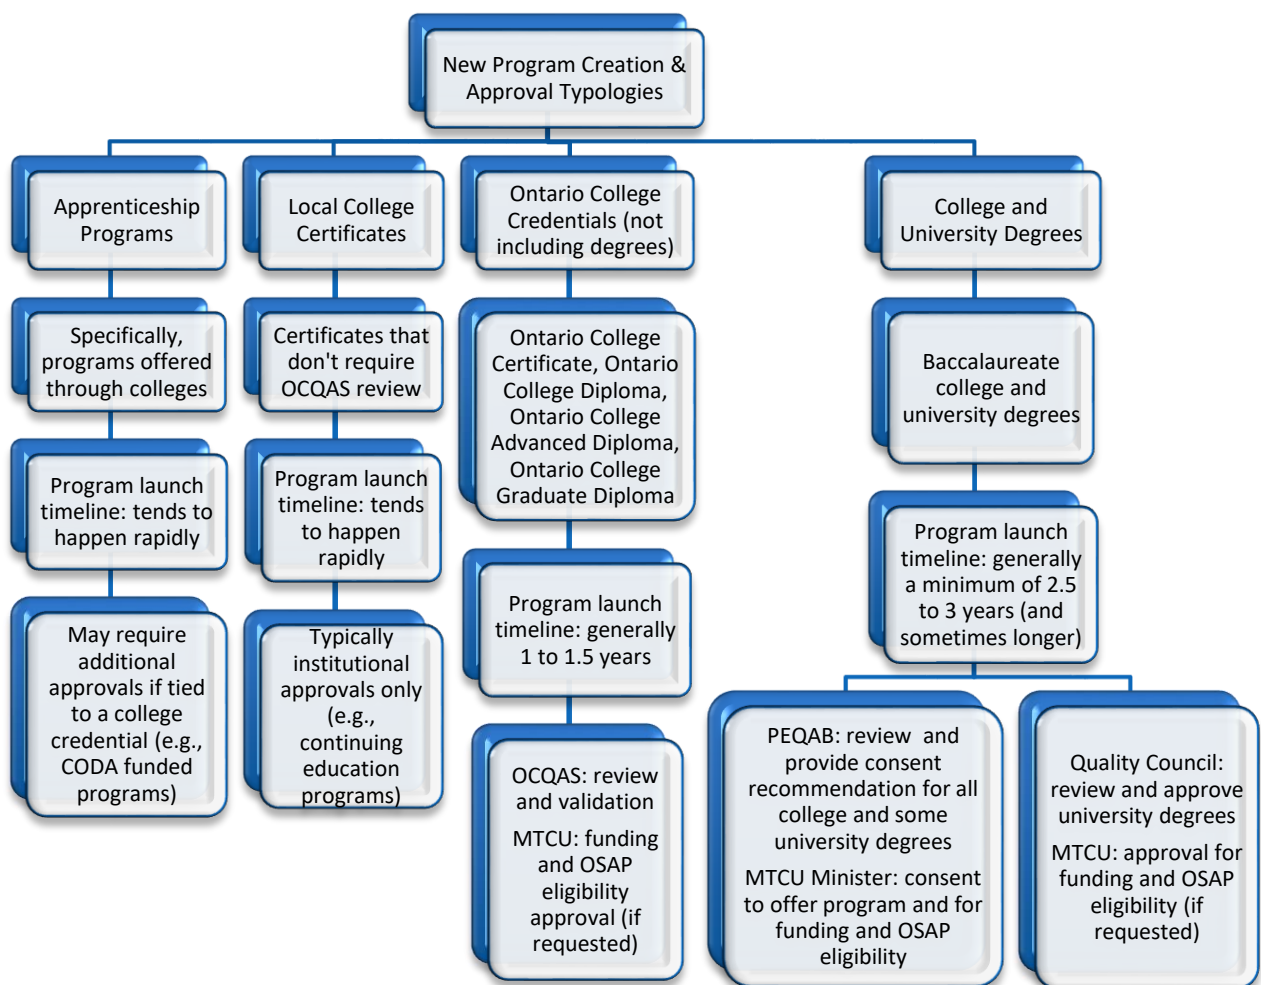 New Program Creation &
Approval Typologies
Apprenticeship
Programs
Specifically,
programs offered
through colleges
Program launch
timeline: tends to
happen rapidly
May require
additional
approvals if tied
to a college
credential (e.g.,
CODA funded
programs)
Local College
Certificates
Certificates that
don't require
OCQAS review
Program launch
timeline: tends
to happen
rapidly
Typically
institutional
approvals only
(e.g.,
continuing
education
programs)
Ontario College
Credentials (not
including degrees)
Ontario College
Certificate, Ontario
College Diploma,
Ontario College
Advanced Diploma,
Ontario College
Graduate Diploma
Program launch
timeline: generally
1 to 1.5 years
OCQAS: review
and validation
MTCU: funding
and OSAP
eligibility
approval (if
requested)
College and
University Degrees
Baccalaureate
college and
university degrees
Program launch
timeline: generally
a minimum of 2.5
to 3 years (and
sometimes longer)
PEQAB: review and
provide consent
recommendation for all
college and some
university degrees
MTCU Minister: consent
to offer program and for
funding and OSAP
eligibility
Quality Council:
review and approve
university degrees
MTCU: approval for
funding and OSAP
eligibility (if
requested)